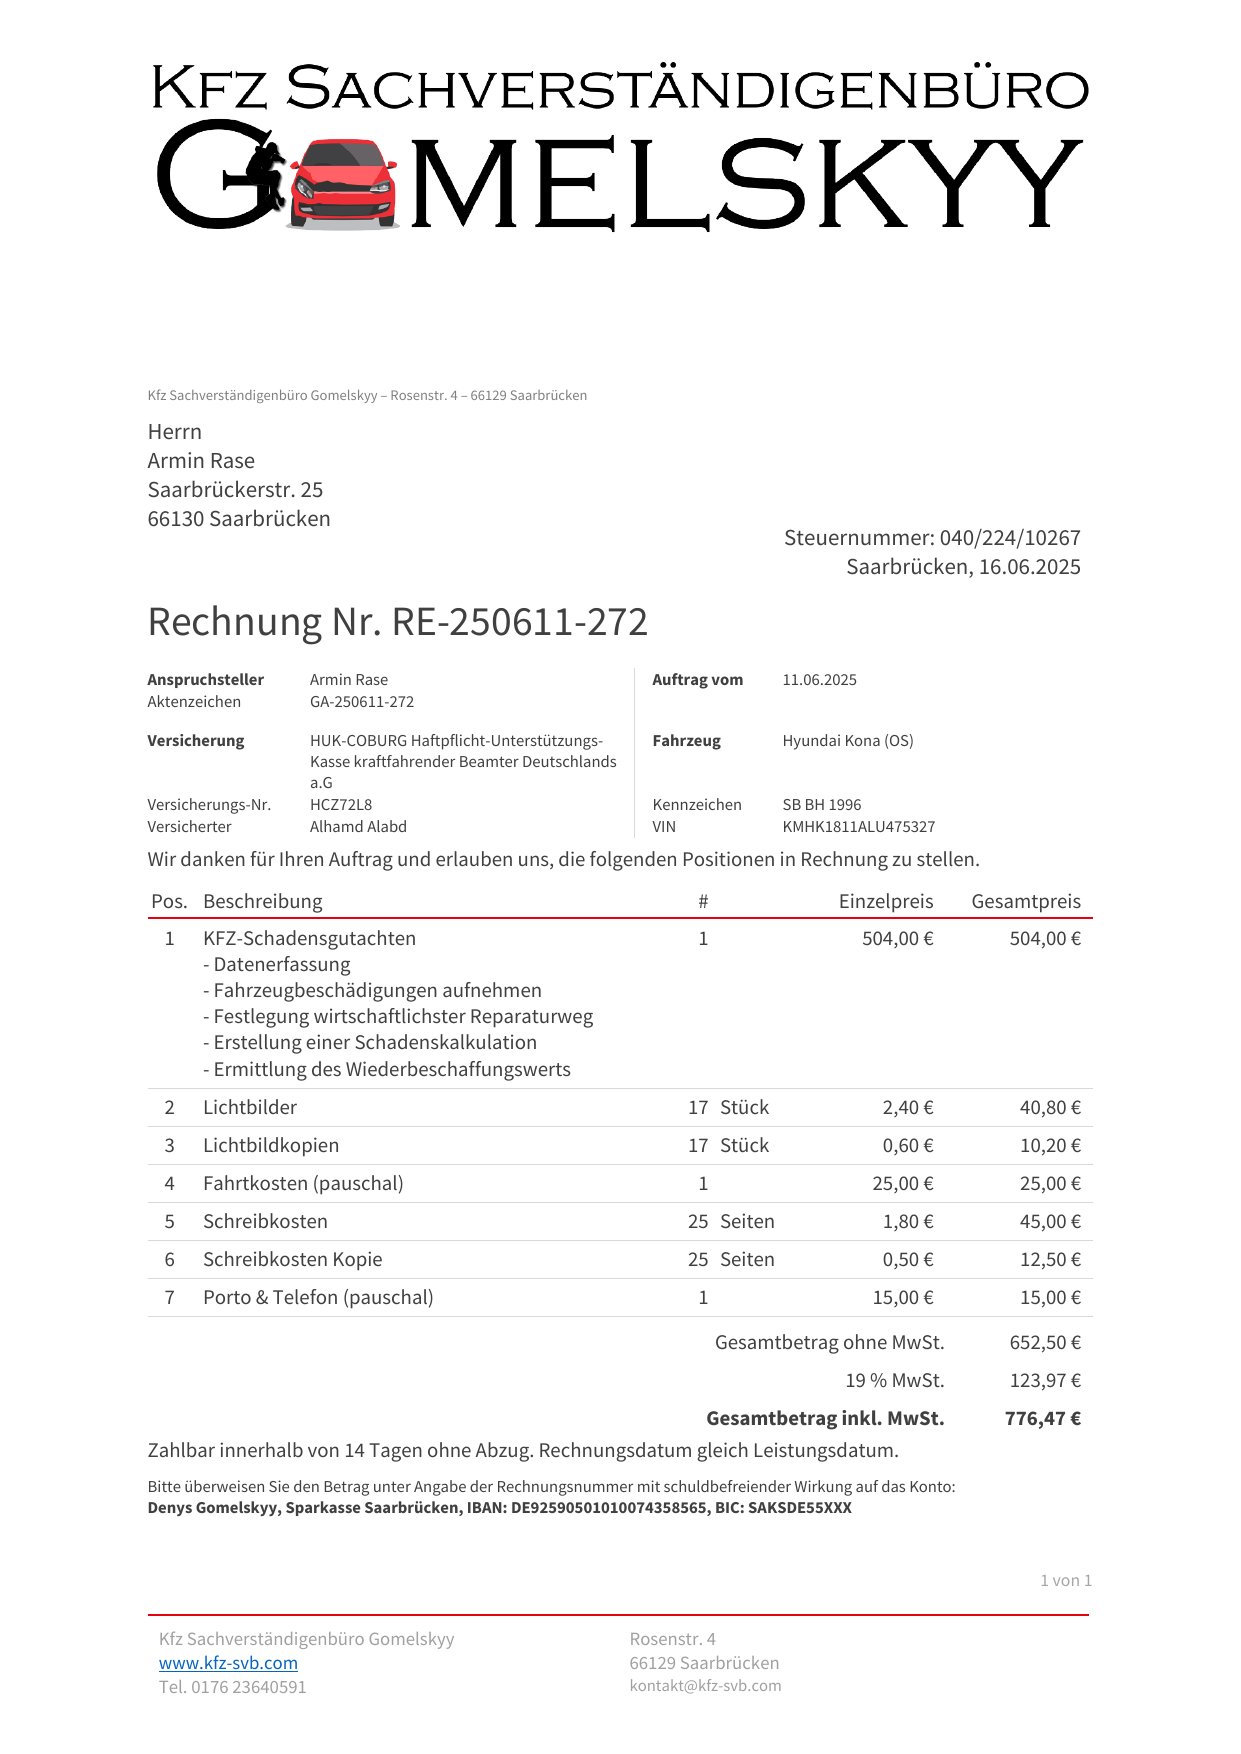 KFZ SACHVERSTÄNDIGENBÜRO
GOMELSKYY
Kfz Sachverständigenbüro Gomelskyy – Rosenstr. 4 – 66129 Saarbrücken
Herrn
Armin Rase
Saarbrückerstr. 25
66130 Saarbrücken
Steuernummer: 040/224/10267
Saarbrücken, 16.06.2025
Rechnung Nr. RE-250611-272
Anspruchsteller Armin Rase Auftrag vom 11.06.2025
Aktenzeichen GA-250611-272
Versicherung HUK-COBURG Haftpflicht-Unterstützungs- Fahrzeug Hyundai Kona (OS)
Kasse kraftfahrender Beamter Deutschlands
a.G
Versicherungs-Nr. HCZ72L8 Kennzeichen SB BH 1996
Versicherter Alhamd Alabd VIN KMHK1811ALU475327
Wir danken für Ihren Auftrag und erlauben uns, die folgenden Positionen in Rechnung zu stellen.
Pos. Beschreibung # Einzelpreis Gesamtpreis
1 KFZ-Schadensgutachten 1 504,00 € 504,00 €
- Datenerfassung
- Fahrzeugbeschädigungen aufnehmen
- Festlegung wirtschaftlichster Reparaturweg
- Erstellung einer Schadenskalkulation
- Ermittlung des Wiederbeschaffungswerts
2 Lichtbilder 17 Stück 2,40 € 40,80 €
3 Lichtbildkopien 17 Stück 0,60 € 10,20 €
4 Fahrtkosten (pauschal) 1 25,00 € 25,00 €
5 Schreibkosten 25 Seiten 1,80 € 45,00 €
6 Schreibkosten Kopie 25 Seiten 0,50 € 12,50 €
7 Porto & Telefon (pauschal) 1 15,00 € 15,00 €
Gesamtbetrag ohne MwSt. 652,50 €
19 % MwSt. 123,97 €
Gesamtbetrag inkl. MwSt. 776,47 €
Zahlbar innerhalb von 14 Tagen ohne Abzug. Rechnungsdatum gleich Leistungsdatum.
Bitte überweisen Sie den Betrag unter Angabe der Rechnungsnummer mit schuldbefreiender Wirkung auf das Konto:
Denys Gomelskyy, Sparkasse Saarbrücken, IBAN: DE92590501010074358565, BIC: SAKSDE55XXX
1 von 1
Kfz Sachverständigenbüro Gomelskyy Rosenstr. 4
www.kfz-svb.com 66129 Saarbrücken
Tel. 0176 23640591 kontakt@kfz-svb.com